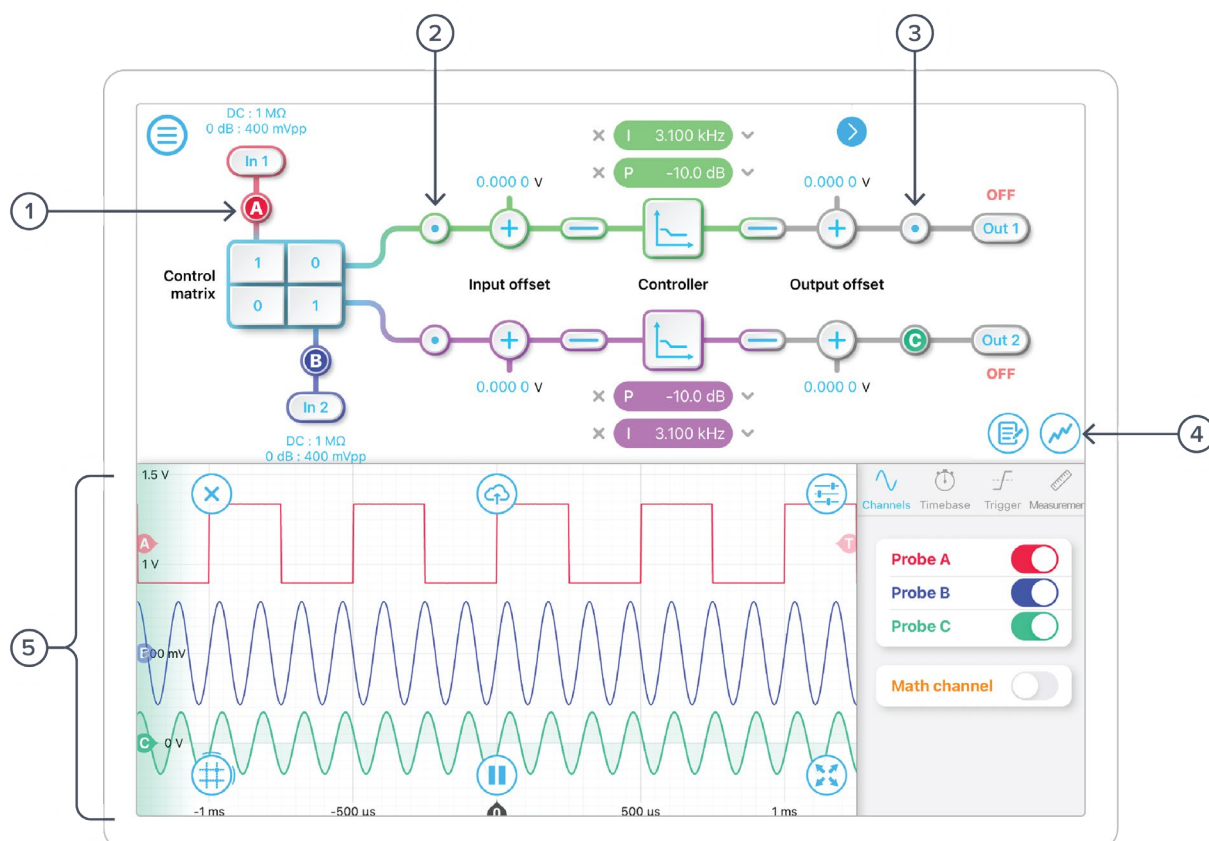 2
3
DC : 1 MΩ
0 dB : 400 mVpp
I 3.100 kHz
In 1
P -10.0 dB
0.000 0 V
0.000 0 V
OFF
1
A
Out 1
1 0
Control
matrix
Input offset
Controller
Output offset
0 1
B
C
Out 2
OFF
0.000 0 V
0.000 0 V
P -10.0 dB
In 2
I 3.100 kHz
4
DC : 1 MΩ
0 dB : 400 mVpp
1.5 V
Channels Timebase Trigger Measuremen
A
T
1 V
Probe A
Probe B
Probe C
5
00 mV
Math channel
C
0 V
-1 ms -500 us 0 500 us 1 ms